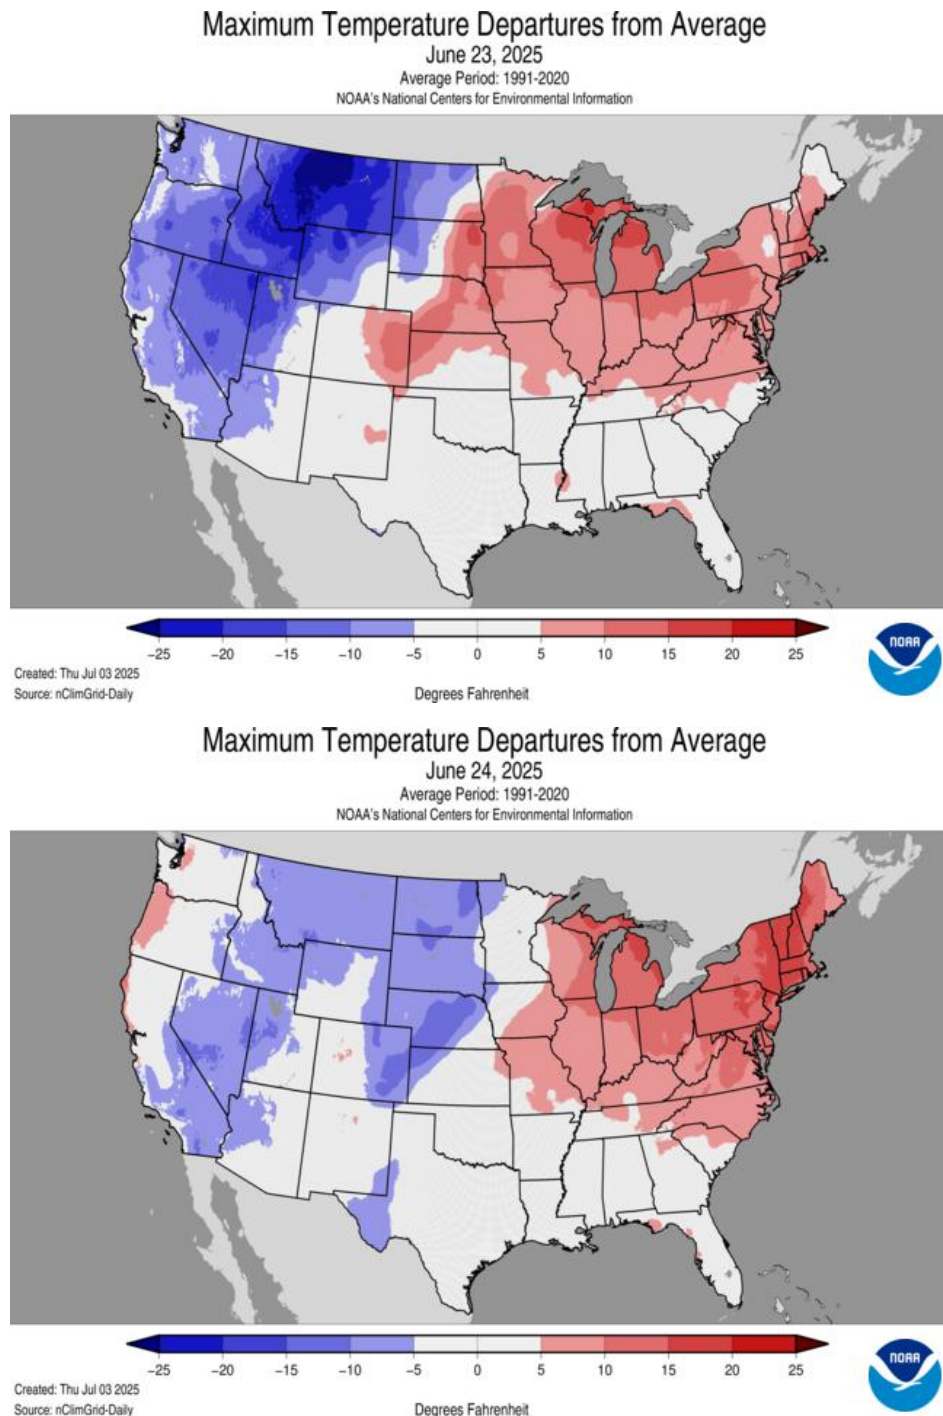 Maximum Temperature Departures from Average
June 23, 2025
Average Period: 1991-2020
NOAA's National Centers for Environmental Information
−25 −20 −15 −10 −5 0 5 10 15 20 25
NOAA
Created: Thu Jul 03 2025
Source: nClimGrid-Daily
Degrees Fahrenheit
Maximum Temperature Departures from Average
June 24, 2025
Average Period: 1991-2020
NOAA's National Centers for Environmental Information
−25 −20 −15 −10 −5 0 5 10 15 20 25
NOAA
Created: Thu Jul 03 2025
Source: nClimGrid-Daily
Degrees Fahrenheit